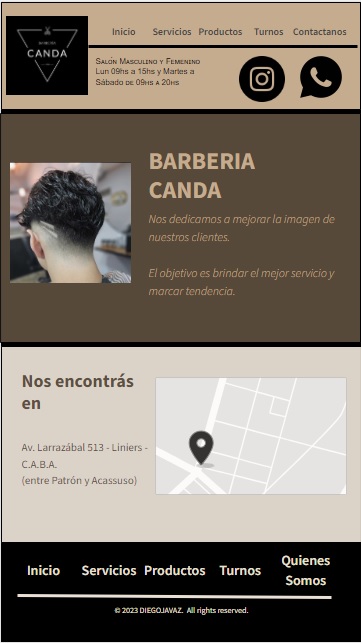 Inicio Servicios Productos Turnos Contactanos
CANDA
Salón Masculino y Femenino
Lun 09hs a 15hs y Martes a
Sábado de 09hs a 20hs
BARBERIA
CANDA
Nos dedicamos a mejorar la imagen de
nuestros clientes.
El objetivo es brindar el mejor servicio y
marcar tendencia.
Nos encontrás
en
Av. Larrazábal 513 - Liniers -
C.A.B.A.
(entre Patrón y Acassuso)
Inicio Servicios Productos Turnos Quienes
Somos
© 2023 DIEGOJAVAZ. All rights reserved.